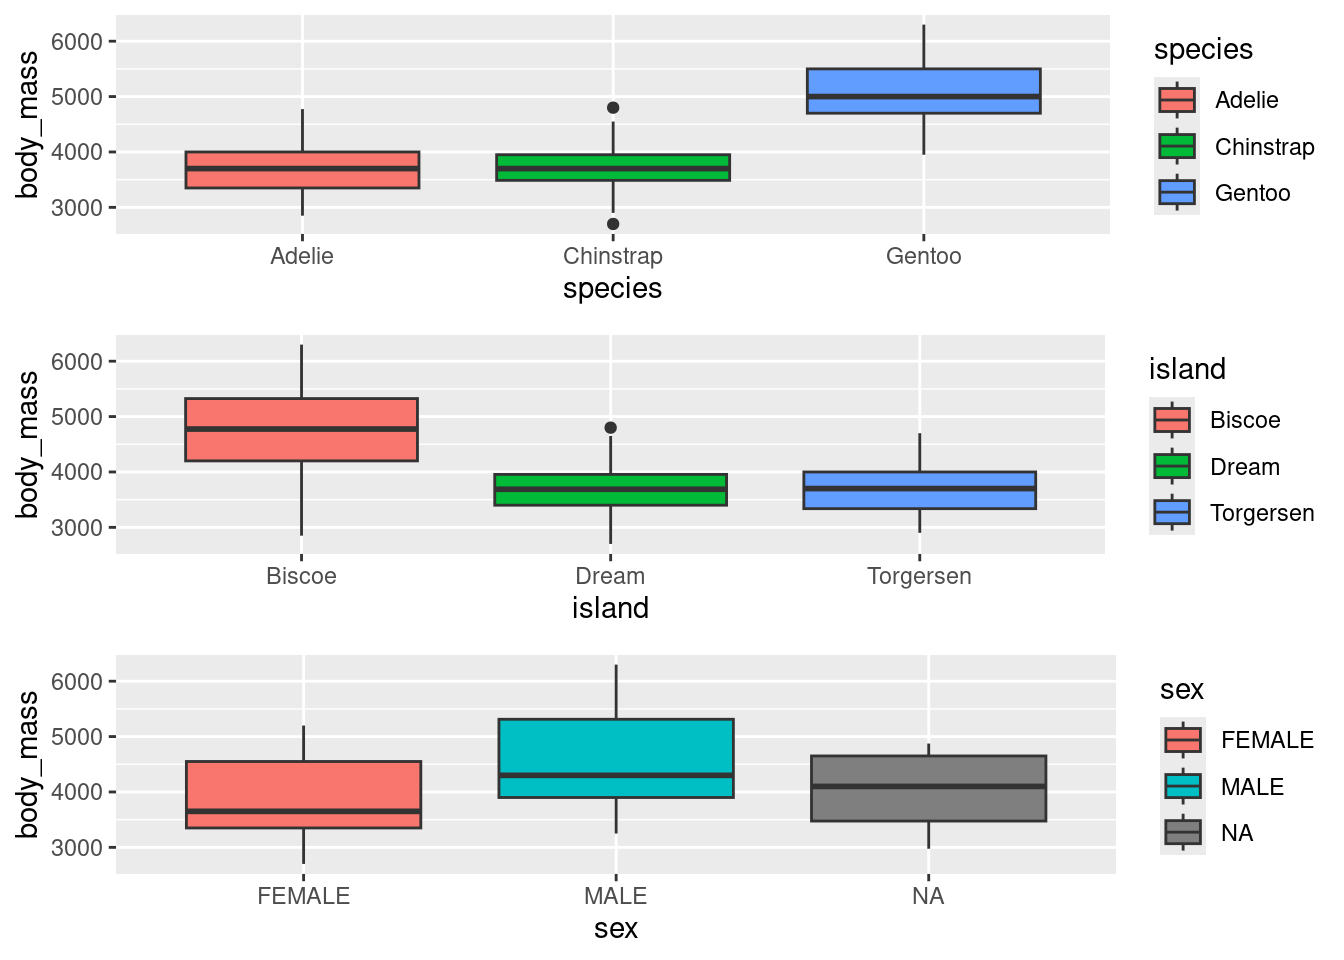 body_mass
6000
5000
4000
3000
Adelie Chinstrap Gentoo
species
species
Adelie
Chinstrap
Gentoo
body_mass
6000
5000
4000
3000
Biscoe Dream Torgersen
island
island
Biscoe
Dream
Torgersen
body_mass
6000
5000
4000
3000
FEMALE MALE NA
sex
sex
FEMALE
MALE
NA